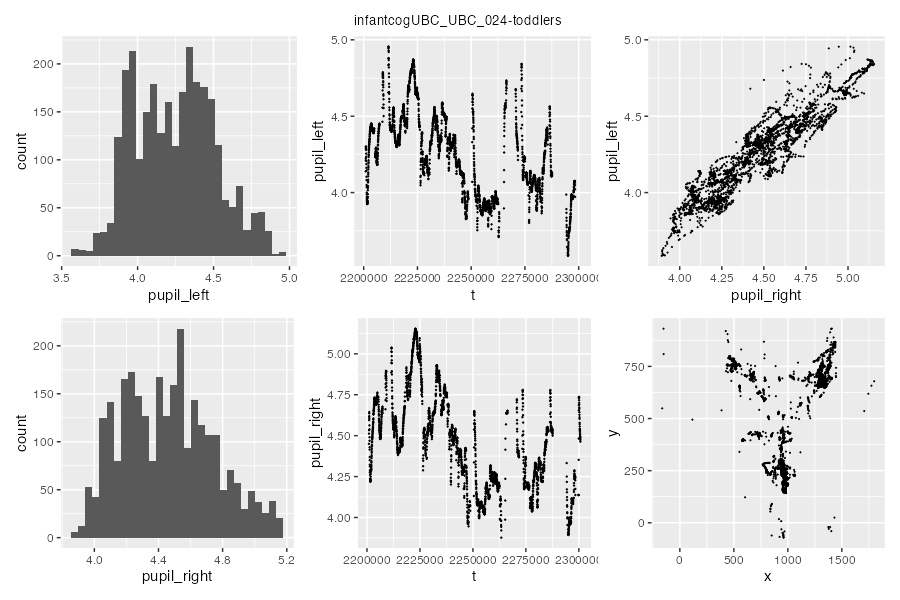 infantcogUBC_UBC_024-toddlers
count
200
150
100
50
0
3.5 4.0 4.5 5.0
pupil_left
pupil_left
5.0
4.5
4.0
2200000 2225000 2250000 2275000 2300000
t
pupil_left
5.0
4.5
4.0
4.00 4.25 4.50 4.75 5.00
pupil_right
count
200
150
100
50
0
4.0 4.4 4.8 5.2
pupil_right
pupil_right
5.00
4.75
4.50
4.25
4.00
2200000 2225000 2250000 2275000 2300000
t
y
750
500
250
0
0 500 1000 1500
x